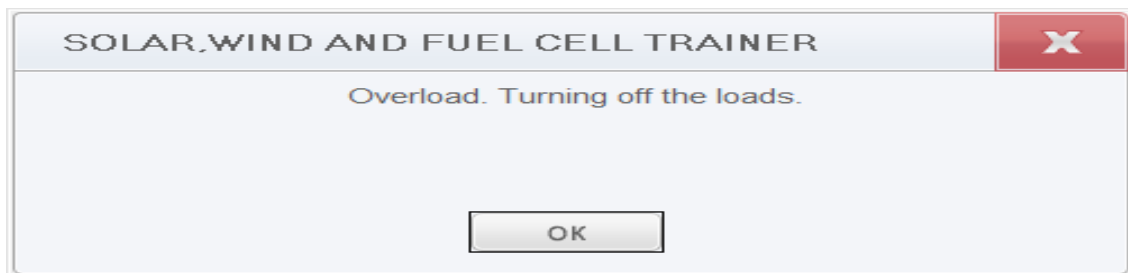 SOLAR,WIND AND FUEL CELL TRAINER
Overload. Turning off the loads.
OK